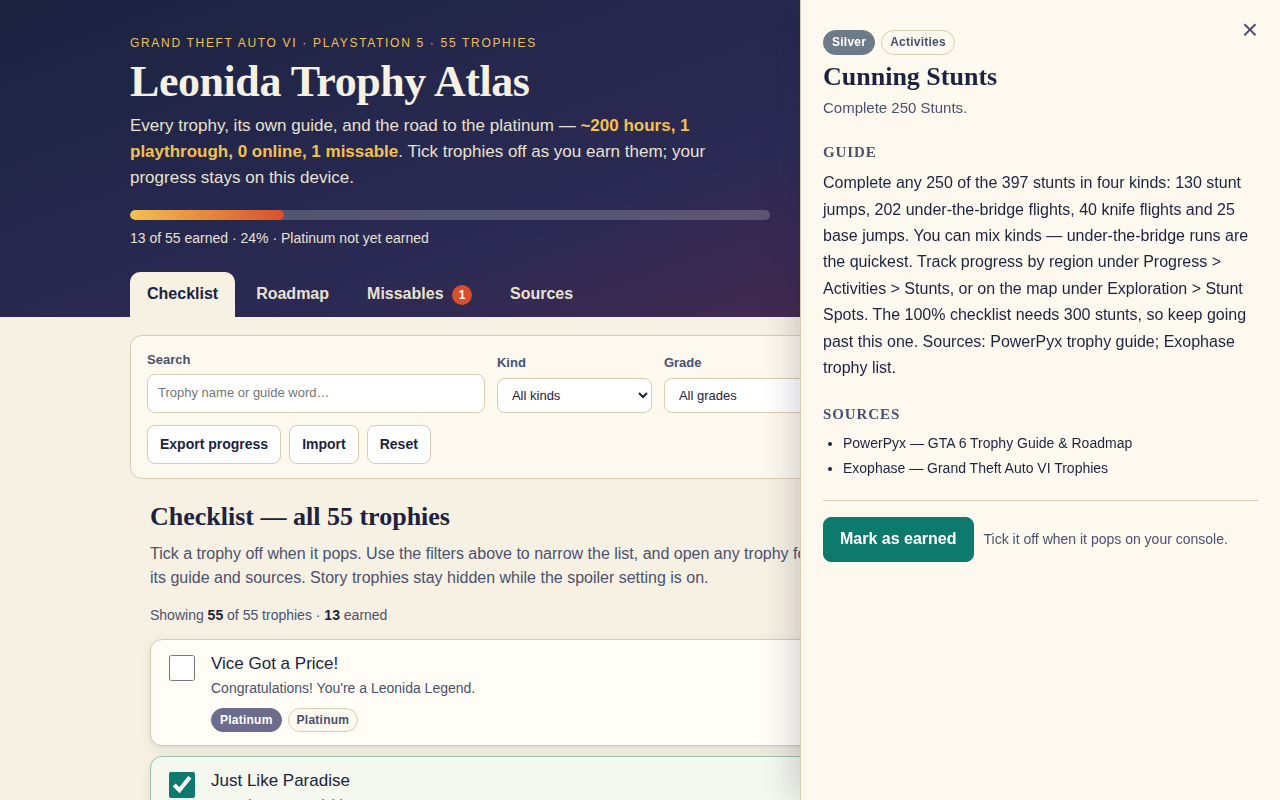 GRAND THEFT AUTO VI · PLAYSTATION 5 · 55 TROPHIES
Leonida Trophy Atlas
Every trophy, its own guide, and the road to the platinum — ~200 hours, 1
playthrough, 0 online, 1 missable. Tick trophies off as you earn them; your
progress stays on this device.
13 of 55 earned · 24% · Platinum not yet earned
Checklist
Roadmap
Missables 1
Sources
Search
Trophy name or guide word…
Kind
All kinds
Grade
All grades
Export progress
Import
Reset
Checklist — all 55 trophies
Tick a trophy off when it pops. Use the filters above to narrow the list, and open any trophy
its guide and sources. Story trophies stay hidden while the spoiler setting is on.
Showing 55 of 55 trophies · 13 earned
Vice Got a Price!
Congratulations! You're a Leonida Legend.
Platinum
Platinum
Just Like Paradise
✕
Silver
Activities
Cunning Stunts
Complete 250 Stunts.
GUIDE
Complete any 250 of the 397 stunts in four kinds: 130 stunt
jumps, 202 under-the-bridge flights, 40 knife flights and 25
base jumps. You can mix kinds — under-the-bridge runs are
the quickest. Track progress by region under Progress >
Activities > Stunts, or on the map under Exploration > Stunt
Spots. The 100% checklist needs 300 stunts, so keep going
past this one. Sources: PowerPyx trophy guide; Exophase
trophy list.
SOURCES
• PowerPyx — GTA 6 Trophy Guide & Roadmap
• Exophase — Grand Theft Auto VI Trophies
Mark as earned
Tick it off when it pops on your console.